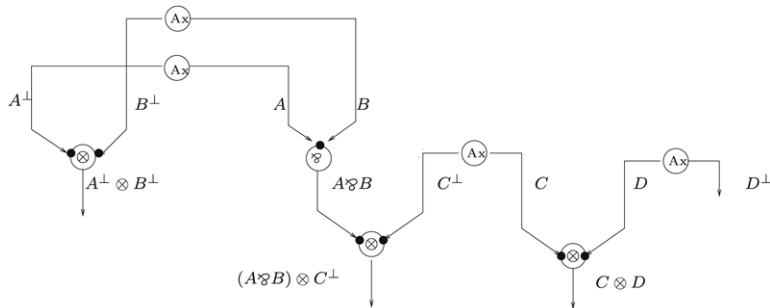 Ax
Ax
A⊥ B⊥ A B
⊗ ⅋ Ax Ax
A⊥ ⊗ B⊥ A⅋B C⊥ C D D⊥
⊗ ⊗
(A⅋B) ⊗ C⊥ C ⊗ D